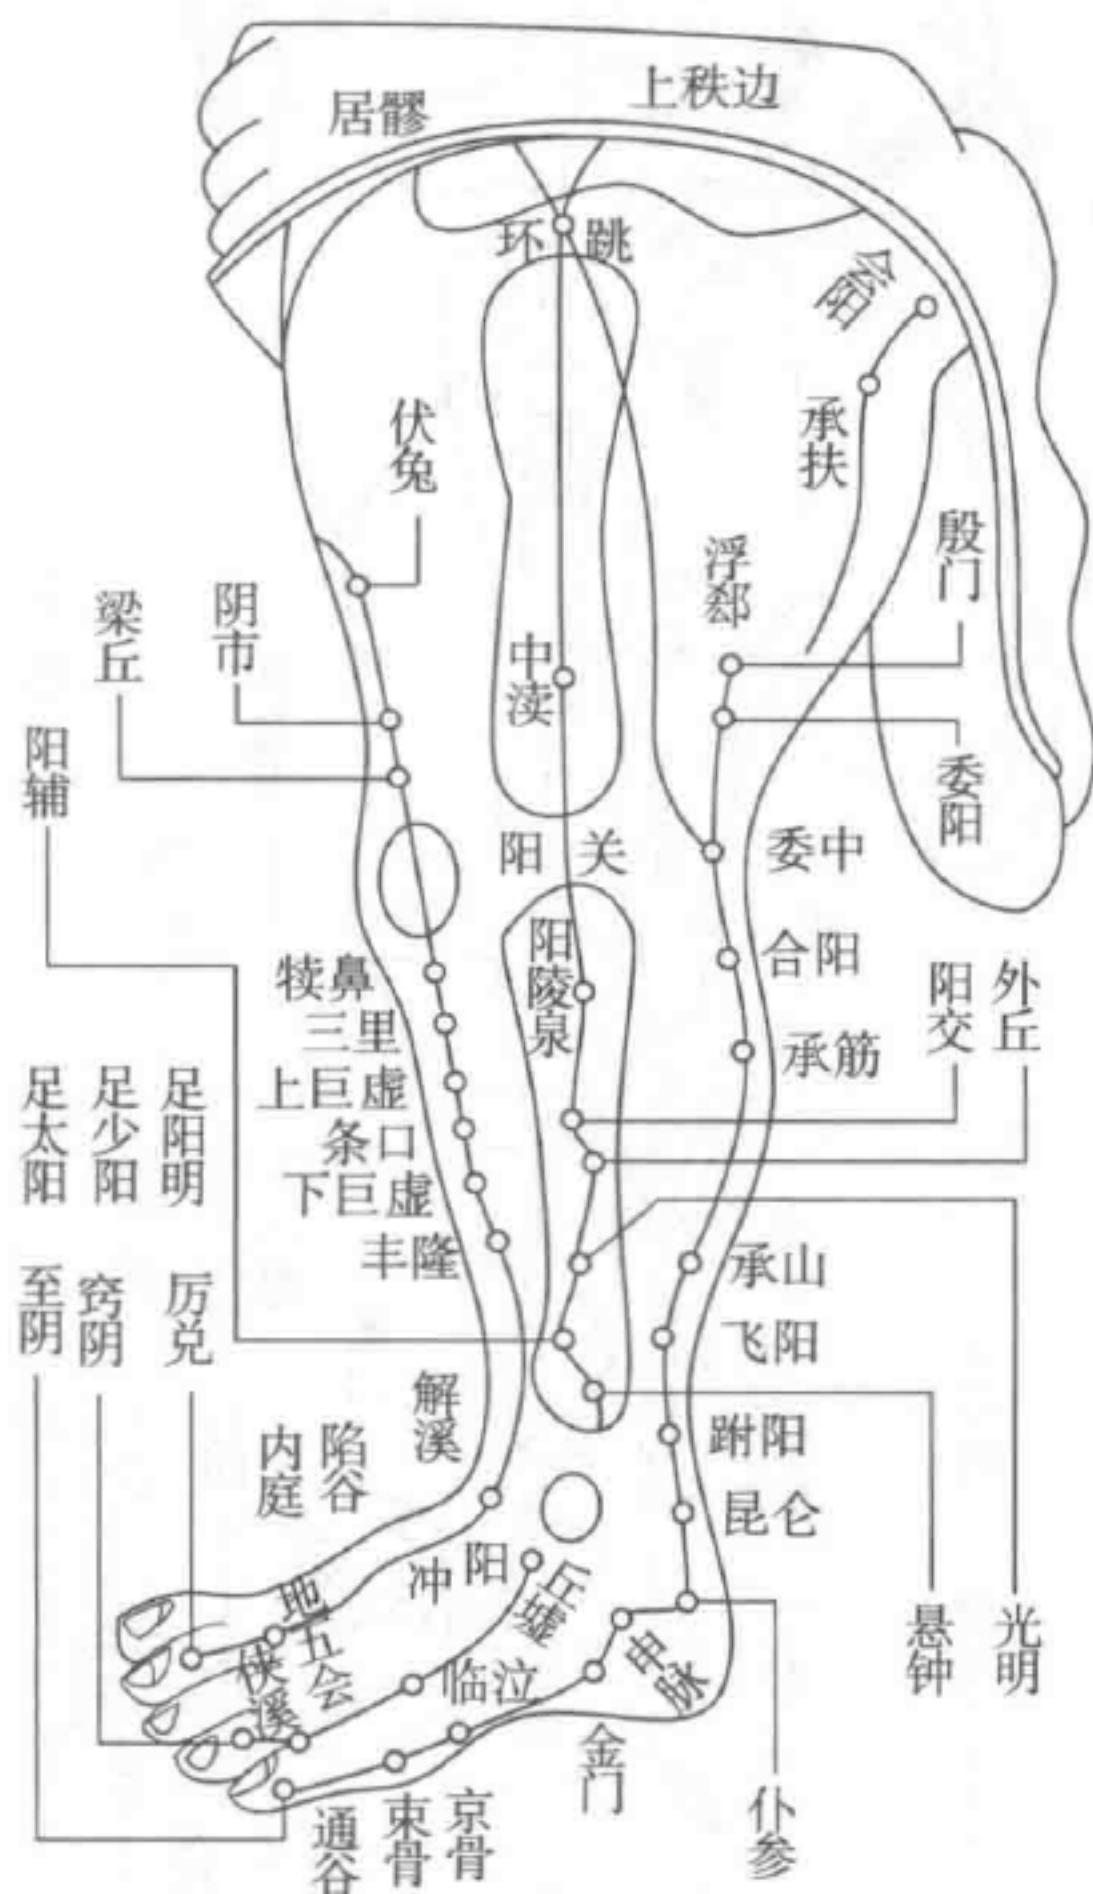 上秩边
居髎
环跳
会阳
承扶
伏兔
殷门
浮郄
阴市
梁丘
中渎
阳辅
委阳
阳关
委中
阳陵泉
合阳
犊鼻
阳交
外丘
三里
承筋
上巨虚
条口
下巨虚
足太阳
足少阳
足阳明
丰隆
承山
至阴
窍阴
厉兑
飞阳
解溪
跗阳
内庭
陷谷
昆仑
冲阳
丘墟
地五会
侠溪
临泣
申脉
悬钟
光明
金门
仆参
通谷
束骨
京骨